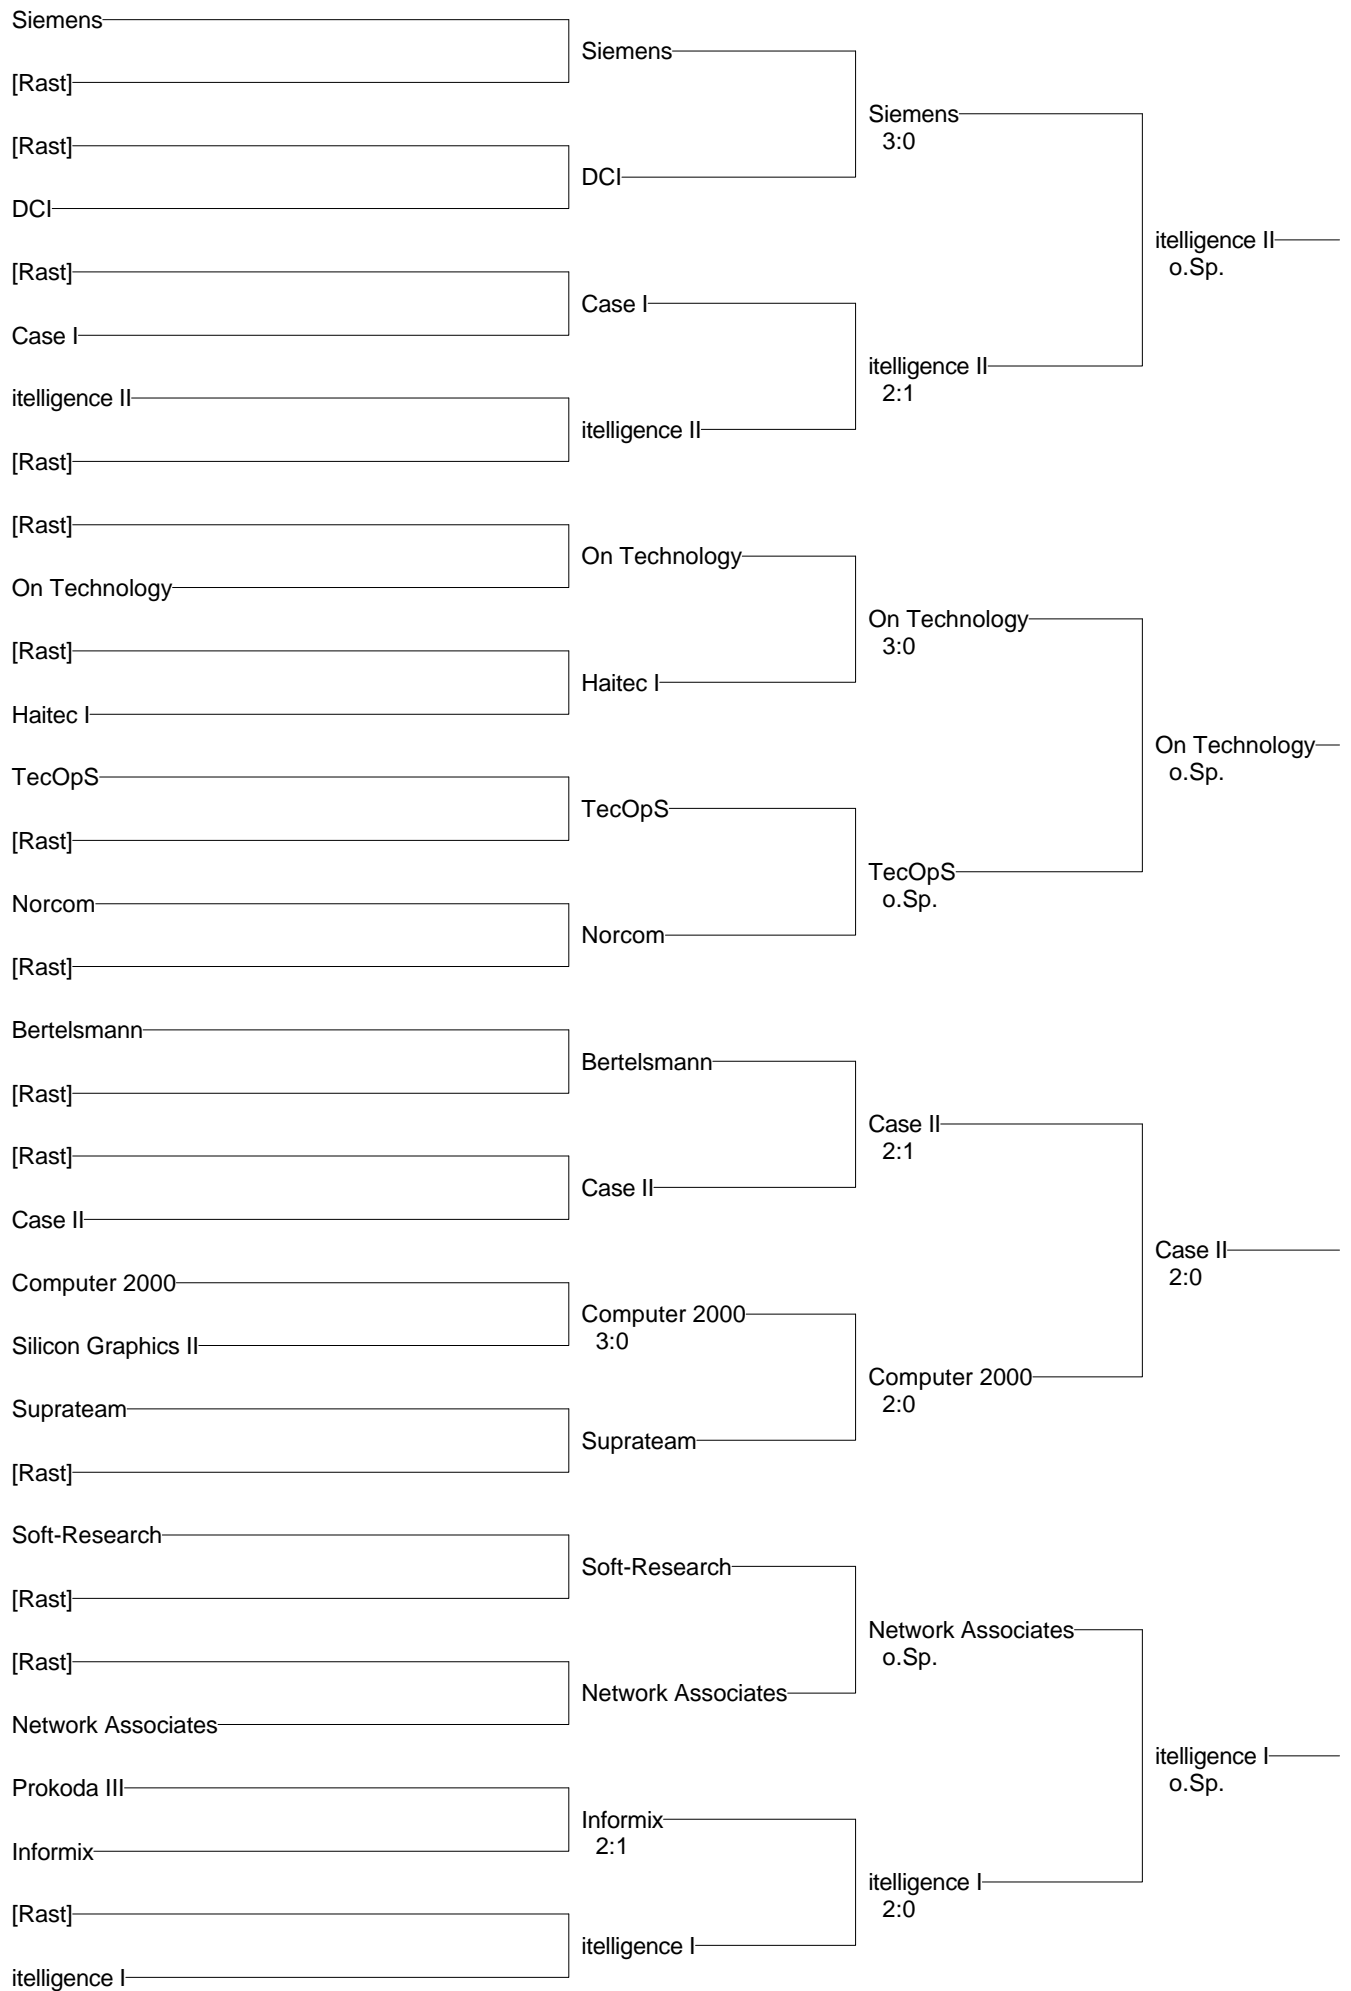 Siemens
[Rast]
[Rast]
DCI
[Rast]
Case I
itelligence II
[Rast]
[Rast]
On Technology
[Rast]
Haitec I
TecOpS
[Rast]
Norcom
[Rast]
Bertelsmann
[Rast]
[Rast]
Case II
Computer 2000
Silicon Graphics II
Suprateam
[Rast]
Soft-Research
[Rast]
[Rast]
Network Associates
Prokoda III
Informix
[Rast]
itelligence I
Siemens
DCI
Case I
itelligence II
On Technology
Haitec I
TecOpS
Norcom
Bertelsmann
Case II
Computer 2000
3:0
Suprateam
Soft-Research
Network Associates
Informix
2:1
itelligence I
Siemens
3:0
itelligence II
2:1
On Technology
3:0
TecOpS
o.Sp.
Case II
2:1
Computer 2000
2:0
Network Associates
o.Sp.
itelligence I
2:0
itelligence II
o.Sp.
On Technology
o.Sp.
Case II
2:0
itelligence I
o.Sp.